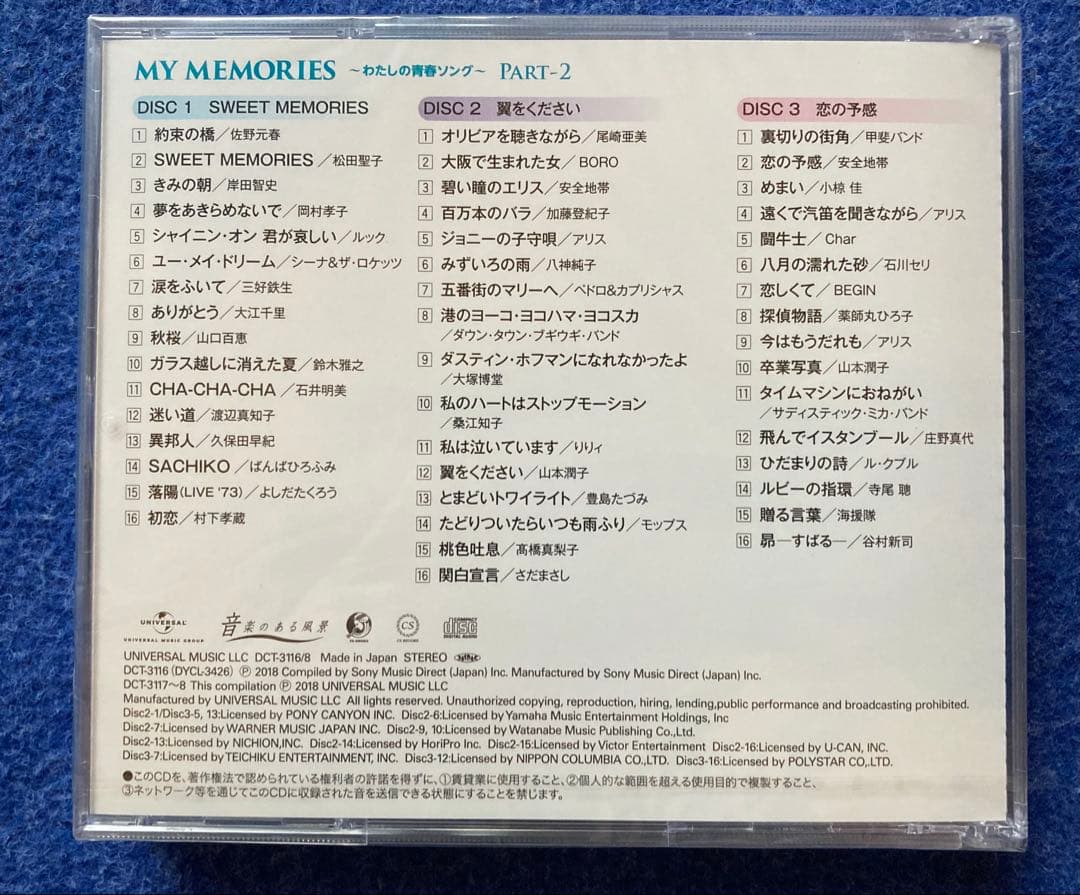 MY MEMORIES ～わたしの青春ソング～ PART-2
DISC 1 SWEET MEMORIES
1 約束の橋／佐野元春
2 SWEET MEMORIES／松田聖子
3 きみの朝／岸田智史
4 夢をあきらめないで／岡村孝子
5 シャイニン・オン 君が哀しい／ルック
6 ユー・メイ・ドリーム／シーナ&ザ・ロケッツ
7 涙をふいて／三好鉄生
8 ありがとう／大江千里
9 秋桜／山口百恵
10 ガラス越しに消えた夏／鈴木雅之
11 CHA-CHA-CHA／石井明美
12 迷い道／渡辺真知子
13 異邦人／久保田早紀
14 SACHIKO／ばんばひろふみ
15 落陽(LIVE '73)／よしだたくろう
16 初恋／村下孝蔵
DISC 2 翼をください
1 オリビアを聴きながら／尾崎亜美
2 大阪で生まれた女／BORO
3 碧い瞳のエリス／安全地帯
4 百万本のバラ／加藤登紀子
5 ジョニーの子守唄／アリス
6 みずいろの雨／八神純子
7 五番街のマリーへ／ペドロ&カプリシャス
8 港のヨーコ・ヨコハマ・ヨコスカ
／ダウン・タウン・ブギウギ・バンド
9 ダスティン・ホフマンになれなかったよ
／大塚博堂
10 私のハートはストップモーション
／桑江知子
11 私は泣いています／りりィ
12 翼をください／山本潤子
13 とまどいトワイライト／豊島たづみ
14 たどりついたらいつも雨ふり／モップス
15 桃色吐息／髙橋真梨子
16 関白宣言／さだまさし
DISC 3 恋の予感
1 裏切りの街角／甲斐バンド
2 恋の予感／安全地帯
3 めまい／小椋 佳
4 遠くで汽笛を聞きながら／アリス
5 闘牛士／Char
6 八月の濡れた砂／石川セリ
7 恋しくて／BEGIN
8 探偵物語／薬師丸ひろ子
9 今はもうだれも／アリス
10 卒業写真／山本潤子
11 タイムマシンにおねがい
／サディスティック・ミカ・バンド
12 飛んでイスタンブール／庄野真代
13 ひだまりの詩／ル・クプル
14 ルビーの指環／寺尾 聰
15 贈る言葉／海援隊
16 昴―すばる―／谷村新司
UNIVERSAL
UNIVERSAL MUSIC GROUP
音楽のある風景
CS
COMPACT disc DIGITAL AUDIO
UNIVERSAL MUSIC LLC DCT-3116/8 Made in Japan STEREO
DCT-3116 (DYCL-3426) Ⓟ 2018 Compiled by Sony Music Direct (Japan) Inc. Manufactured by Sony Music Direct (Japan) Inc.
DCT-3117～8 This compilation Ⓟ 2018 UNIVERSAL MUSIC LLC
Manufactured by UNIVERSAL MUSIC LLC All rights reserved. Unauthorized copying, reproduction, hiring, lending,public performance and broadcasting prohibited.
Disc2-1/Disc3-5, 13:Licensed by PONY CANYON INC. Disc2-6:Licensed by Yamaha Music Entertainment Holdings, Inc
Disc2-7:Licensed by WARNER MUSIC JAPAN INC. Disc2-9, 10:Licensed by Watanabe Music Publishing Co.,Ltd.
Disc2-13:Licensed by NICHION,INC. Disc2-14:Licensed by HoriPro Inc. Disc2-15:Licensed by Victor Entertainment Disc2-16:Licensed by U-CAN, INC.
Disc3-7:Licensed by TEICHIKU ENTERTAINMENT, INC. Disc3-12:Licensed by NIPPON COLUMBIA CO.,LTD. Disc3-16:Licensed by POLYSTAR CO,.LTD.
●このCDを、著作権法で認められている権利者の許諾を得ずに、①賃貸業に使用すること、②個人的な範囲を超える使用目的で複製すること、
③ネットワーク等を通じてこのCDに収録された音を送信できる状態にすることを禁じます。